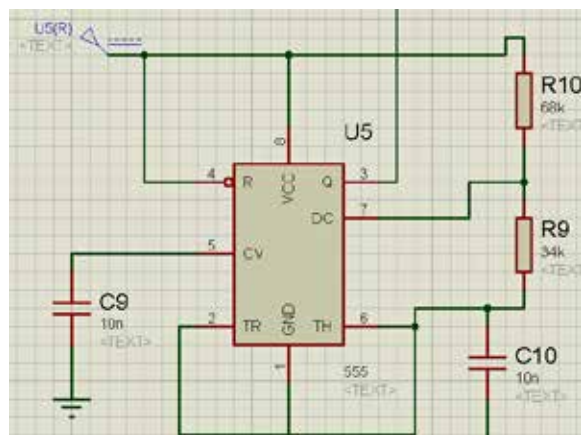 U5(R)
<TEXT>
R10
68k
<TEXT>
U5
8
4
R
VCC
Q
3
DC
7
R9
34k
<TEXT>
5
CV
C9
10n
<TEXT>
2
TR
GND
TH
6
1
555
<TEXT>
C10
10n
<TEXT>